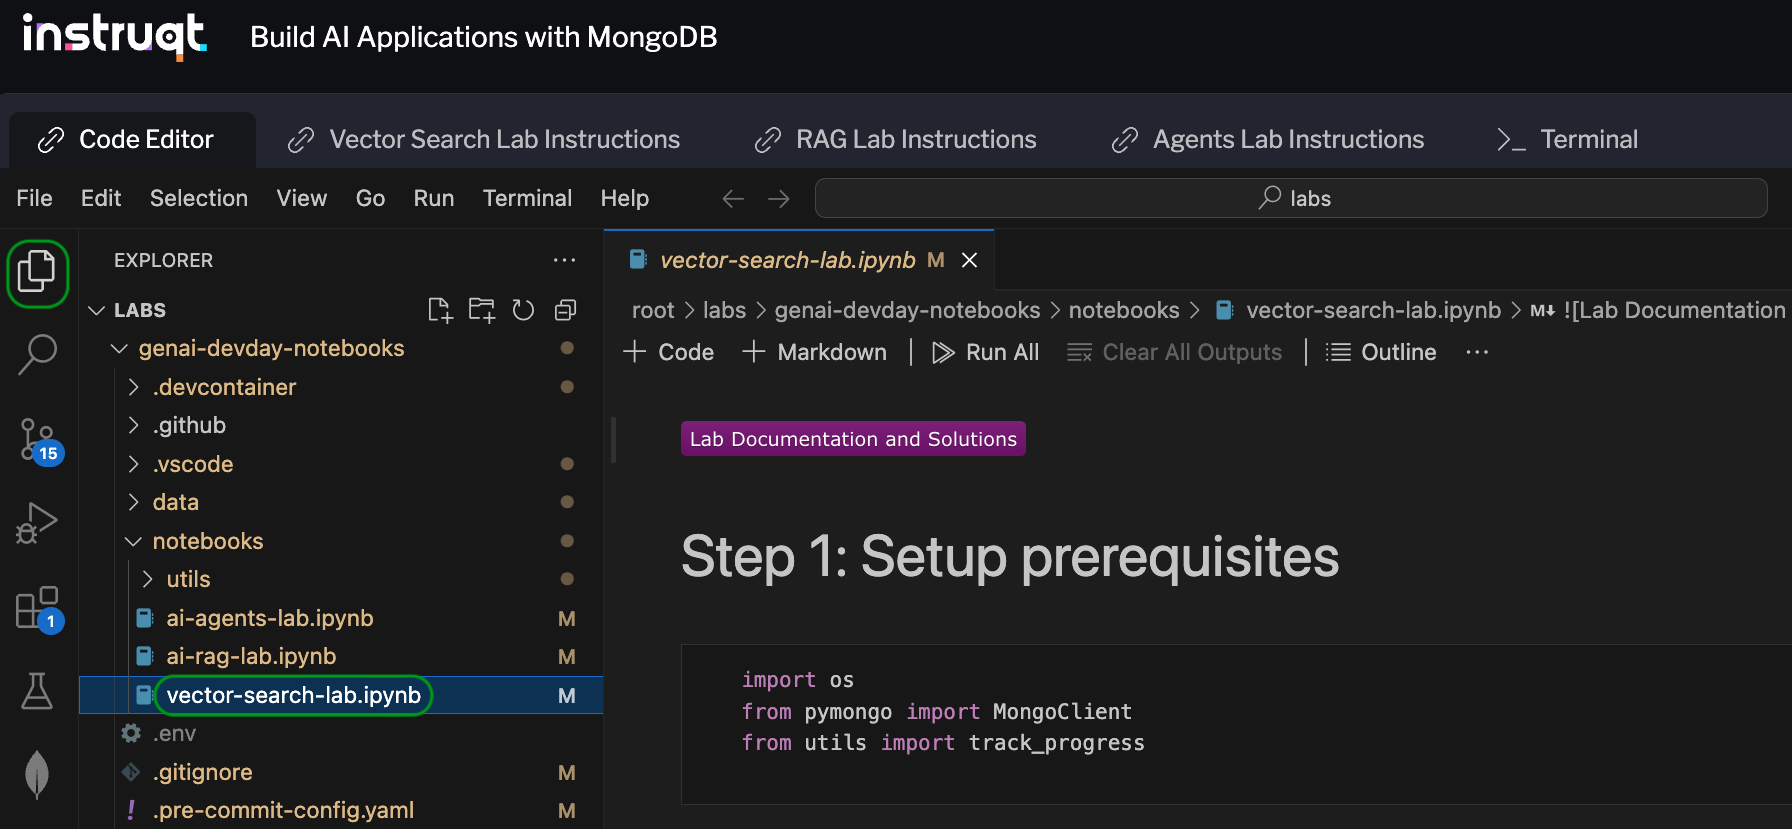 instruqt Build AI Applications with MongoDB
Code Editor Vector Search Lab Instructions RAG Lab Instructions Agents Lab Instructions >_ Terminal
File Edit Selection View Go Run Terminal Help labs
EXPLORER ...
LABS
genai-devday-notebooks
.devcontainer
.github
15
.vscode
data
notebooks
utils
ai-agents-lab.ipynb M
1
ai-rag-lab.ipynb M
vector-search-lab.ipynb M
.env
.gitignore M
! .pre-commit-config.yaml M
vector-search-lab.ipynb M
root > labs > genai-devday-notebooks > notebooks > vector-search-lab.ipynb > M↓ ![Lab Documentation
+ Code + Markdown | Run All Clear All Outputs | Outline ...
Lab Documentation and Solutions
Step 1: Setup prerequisites
import os
from pymongo import MongoClient
from utils import track_progress